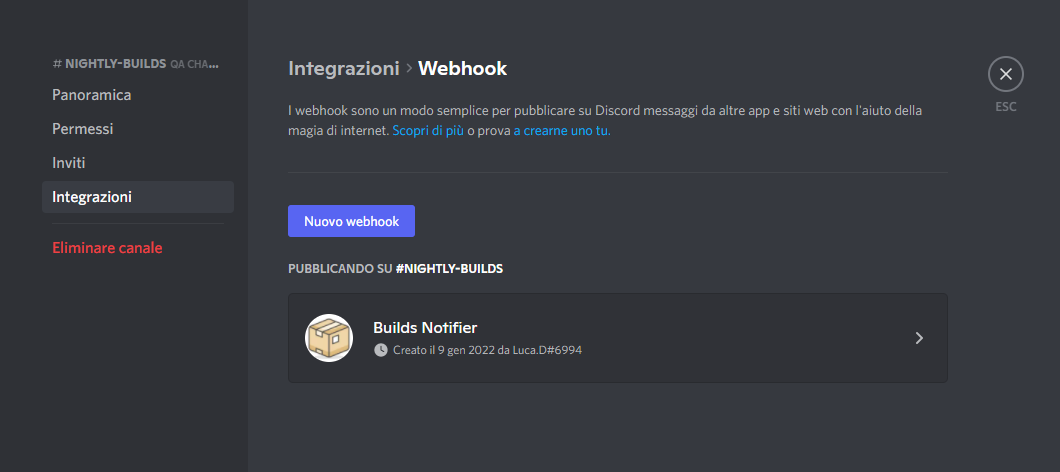 # NIGHTLY-BUILDS QA CHA...
Panoramica
Permessi
Inviti
Integrazioni
Eliminare canale
Integrazioni > Webhook
I webhook sono un modo semplice per pubblicare su Discord messaggi da altre app e siti web con l'aiuto della
magia di internet. Scopri di più o prova a crearne uno tu.
Nuovo webhook
PUBBLICANDO SU #NIGHTLY-BUILDS
Builds Notifier
Creato il 9 gen 2022 da Luca.D#6994
ESC